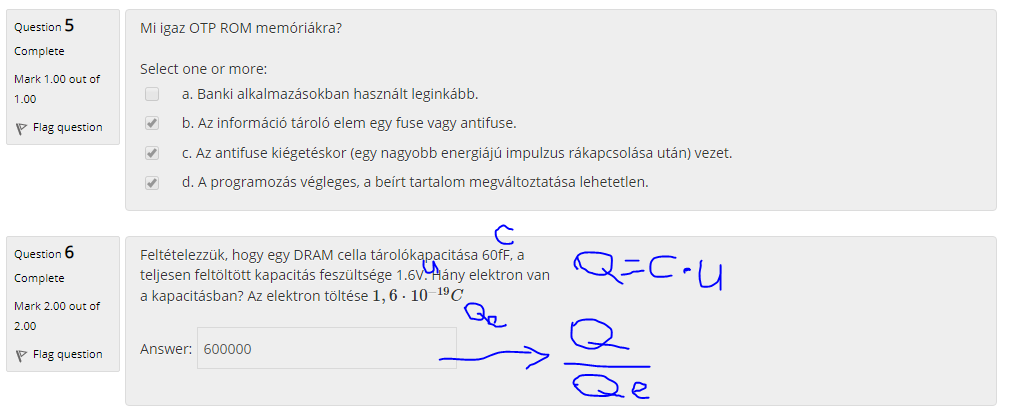 Question 5
Complete
Mark 1.00 out of
1.00
Flag question
Mi igaz OTP ROM memóriákra?
Select one or more:
a. Banki alkalmazásokban használt leginkább.
b. Az információ tároló elem egy fuse vagy antifuse.
c. Az antifuse kiégetéskor (egy nagyobb energiájú impulzus rákapcsolása után) vezet.
d. A programozás végleges, a beírt tartalom megváltoztatása lehetetlen.
Question 6
Complete
Mark 2.00 out of
2.00
Flag question
C
Feltételezzük, hogy egy DRAM cella tárolókapacitása 60fF, a
teljesen feltöltött kapacitás feszültsége 1.6V. Hány elektron van
a kapacitásban? Az elektron töltése 1, 6 · 10⁻¹⁹C
U
Q = C · U
Qe
Answer: 600000
Q
Qe